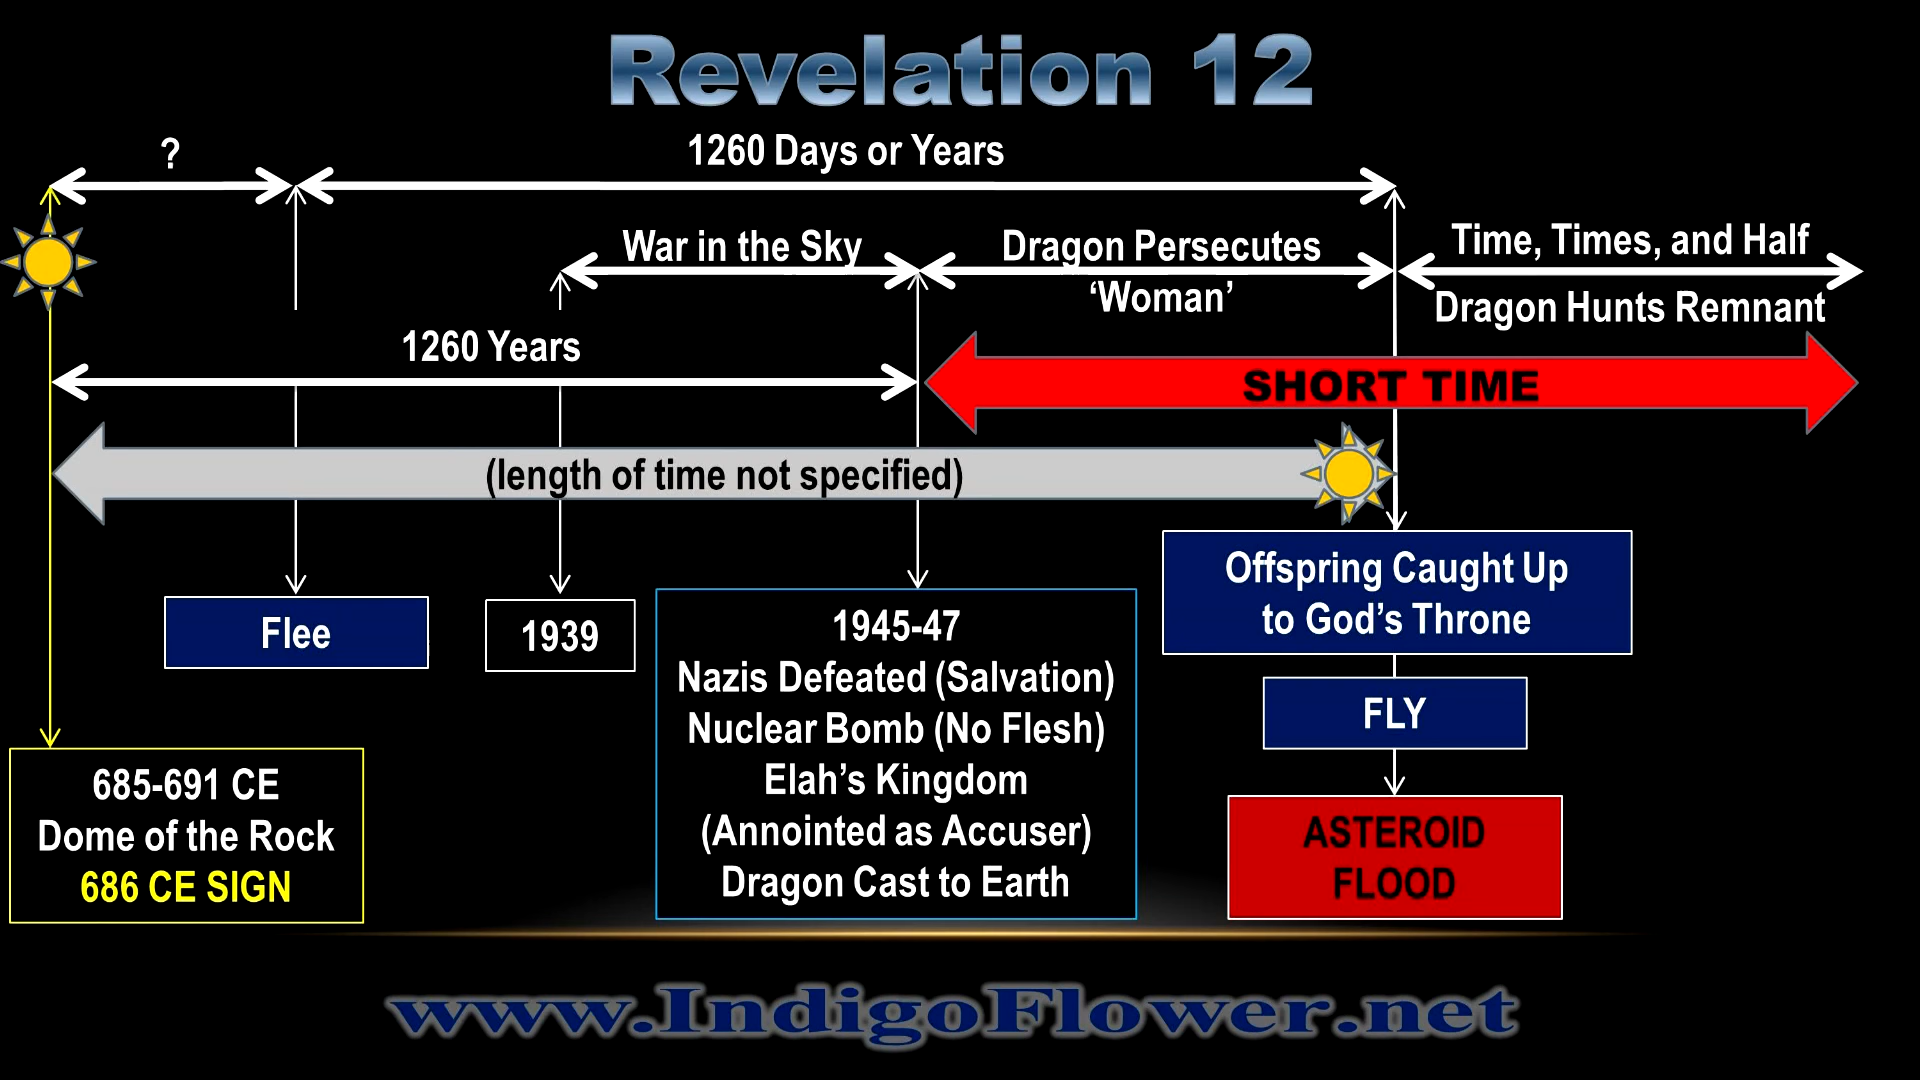 Revelation 12
?
1260 Days or Years
War in the Sky
Dragon Persecutes
‘Woman’
Time, Times, and Half
Dragon Hunts Remnant
1260 Years
SHORT TIME
(length of time not specified)
Flee
1939
1945-47
Nazis Defeated (Salvation)
Nuclear Bomb (No Flesh)
Elah’s Kingdom
(Annointed as Accuser)
Dragon Cast to Earth
Offspring Caught Up
to God’s Throne
FLY
ASTEROID
FLOOD
685-691 CE
Dome of the Rock
686 CE SIGN
www.IndigoFlower.net